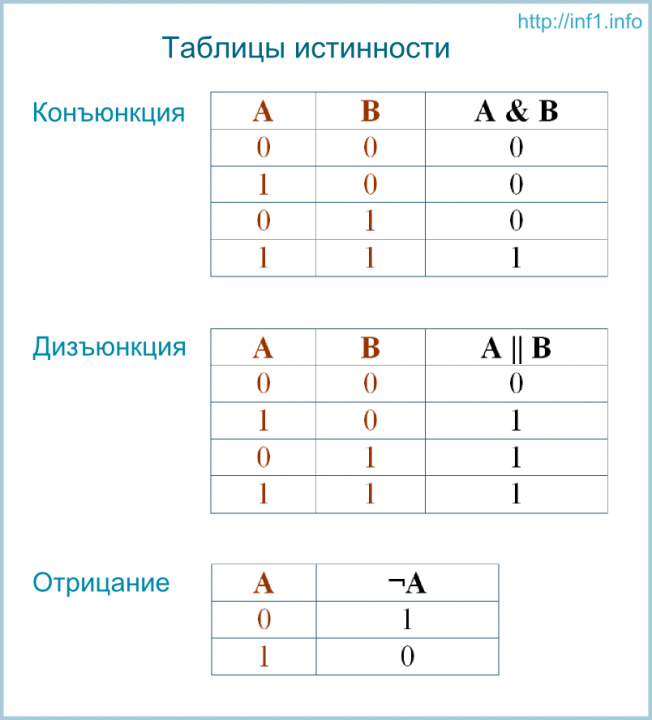 http://inf1.info
Таблицы истинности
Конъюнкция
A B A & B
0 0 0
1 0 0
0 1 0
1 1 1
Дизъюнкция
A B A || B
0 0 0
1 0 1
0 1 1
1 1 1
Отрицание
A ¬A
0 1
1 0